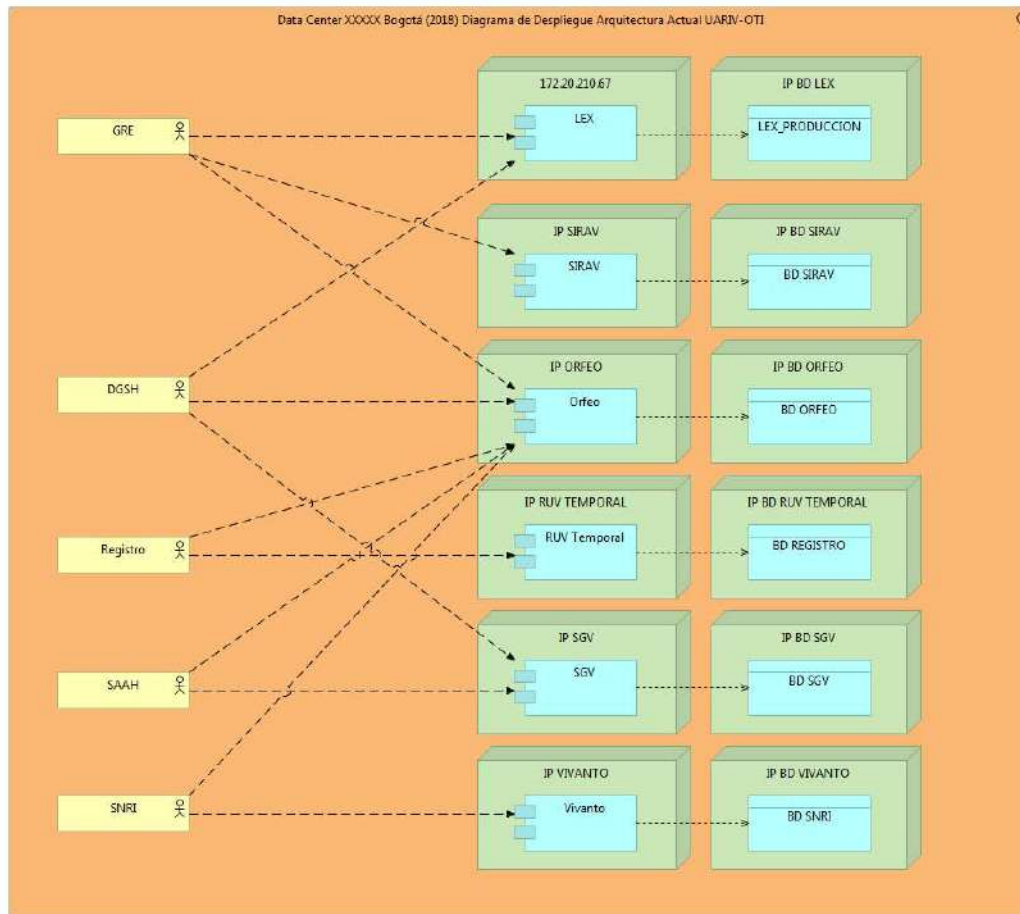 Data Center XXXXX Bogotá (2018) Diagrama de Despliegue Arquitectura Actual UARIV-OTI
172.20.210.67
IP BD LEX
GRE
LEX
LEX_PRODUCCION
IP SIRAV
IP BD SIRAV
SIRAV
BD SIRAV
IP ORFEO
IP BD ORFEO
DGSH
Orfeo
BD ORFEO
IP RUV TEMPORAL
IP BD RUV TEMPORAL
Registro
RUV Temporal
BD REGISTRO
IP SGV
IP BD SGV
SAAH
SGV
BD SGV
IP VIVANTO
IP BD VIVANTO
SNRI
Vivanto
BD SNRI